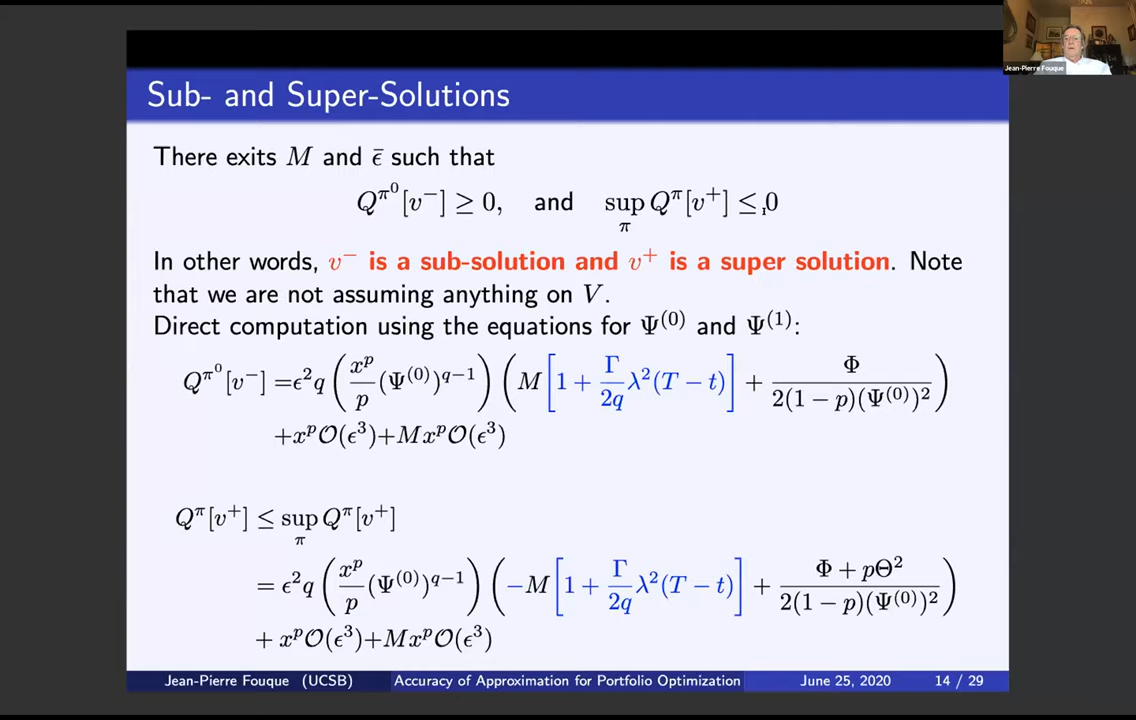 Jean-Pierre Fouque
Sub- and Super-Solutions
There exits M and ϵ̄ such that
Q^{π^0}[v^−] ≥ 0, and sup_π Q^π[v^+] ≤ 0
In other words, v^− is a sub-solution and v^+ is a super solution. Note
that we are not assuming anything on V.
Direct computation using the equations for Ψ^{(0)} and Ψ^{(1)}:
Q^{π^0}[v^−] =ϵ^2 q (x^p/p (Ψ^{(0)})^{q−1}) (M[1 + Γ/2q λ^2(T − t)] + Φ/(2(1 − p)(Ψ^{(0)})^2))
+x^p O(ϵ^3)+Mx^p O(ϵ^3)
Q^π[v^+] ≤ sup_π Q^π[v^+]
= ϵ^2 q (x^p/p (Ψ^{(0)})^{q−1}) (−M[1 + Γ/2q λ^2(T − t)] + (Φ + pΘ^2)/(2(1 − p)(Ψ^{(0)})^2))
+ x^p O(ϵ^3)+Mx^p O(ϵ^3)
Jean-Pierre Fouque (UCSB) Accuracy of Approximation for Portfolio Optimization June 25, 2020 14 / 29